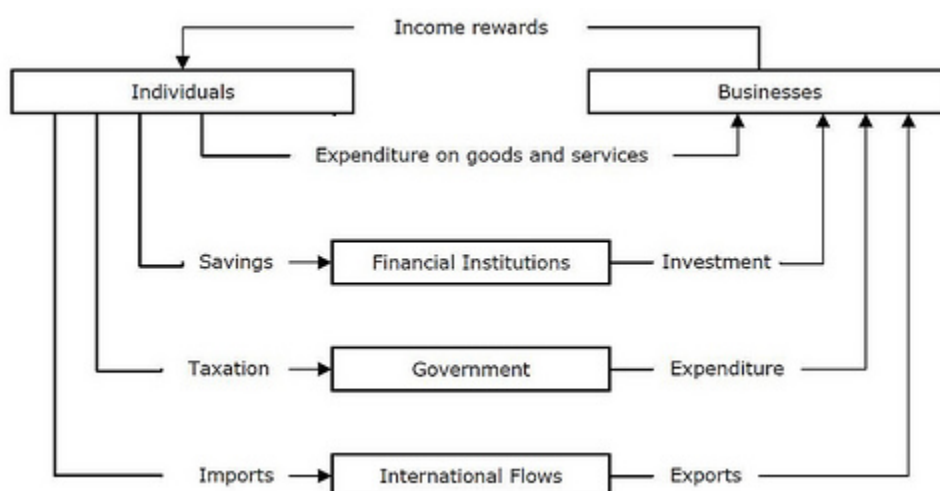 Income rewards
Individuals
Businesses
Expenditure on goods and services
Savings
Financial Institutions
Investment
Taxation
Government
Expenditure
Imports
International Flows
Exports